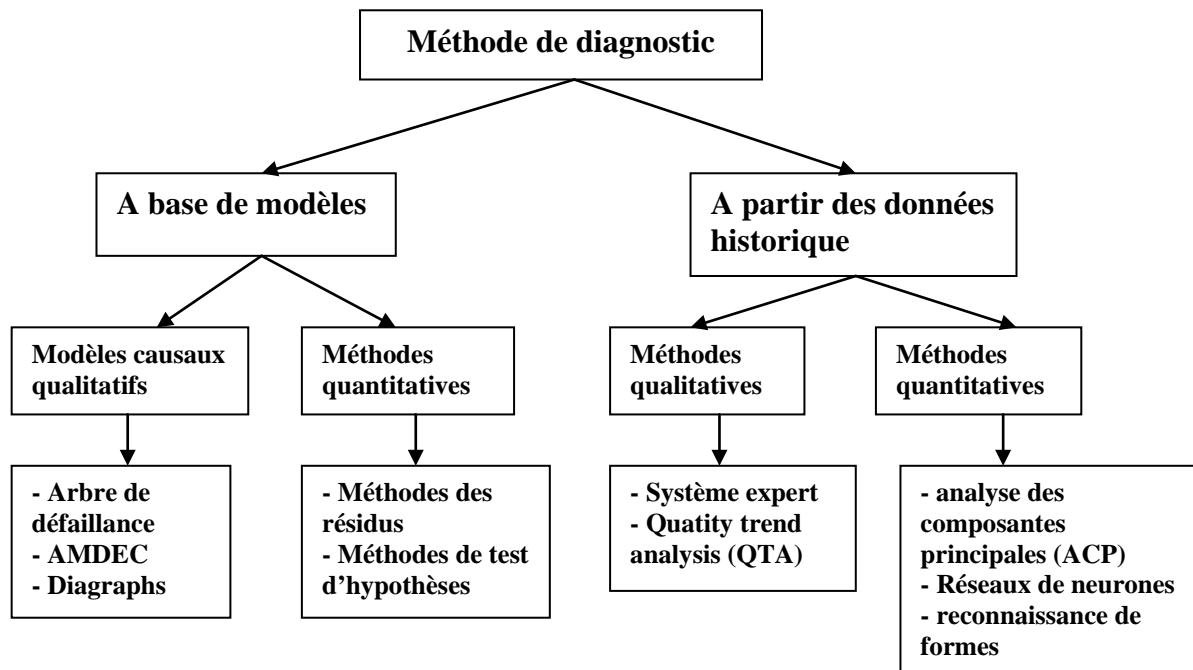 Méthode de diagnostic
A base de modèles
A partir des données
historique
Modèles causaux
qualitatifs
Méthodes
quantitatives
Méthodes
qualitatives
Méthodes
quantitatives
- Arbre de
défaillance
- AMDEC
- Diagraphs
- Méthodes des
résidus
- Méthodes de test
d’hypothèses
- Système expert
- Quatity trend
analysis (QTA)
- analyse des
composantes
principales (ACP)
- Réseaux de neurones
- reconnaissance de
formes